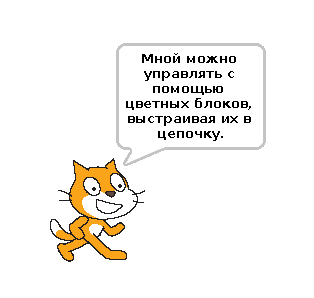 Мной можно
управлять с
помощью
цветных блоков,
выстраивая их в
цепочку.